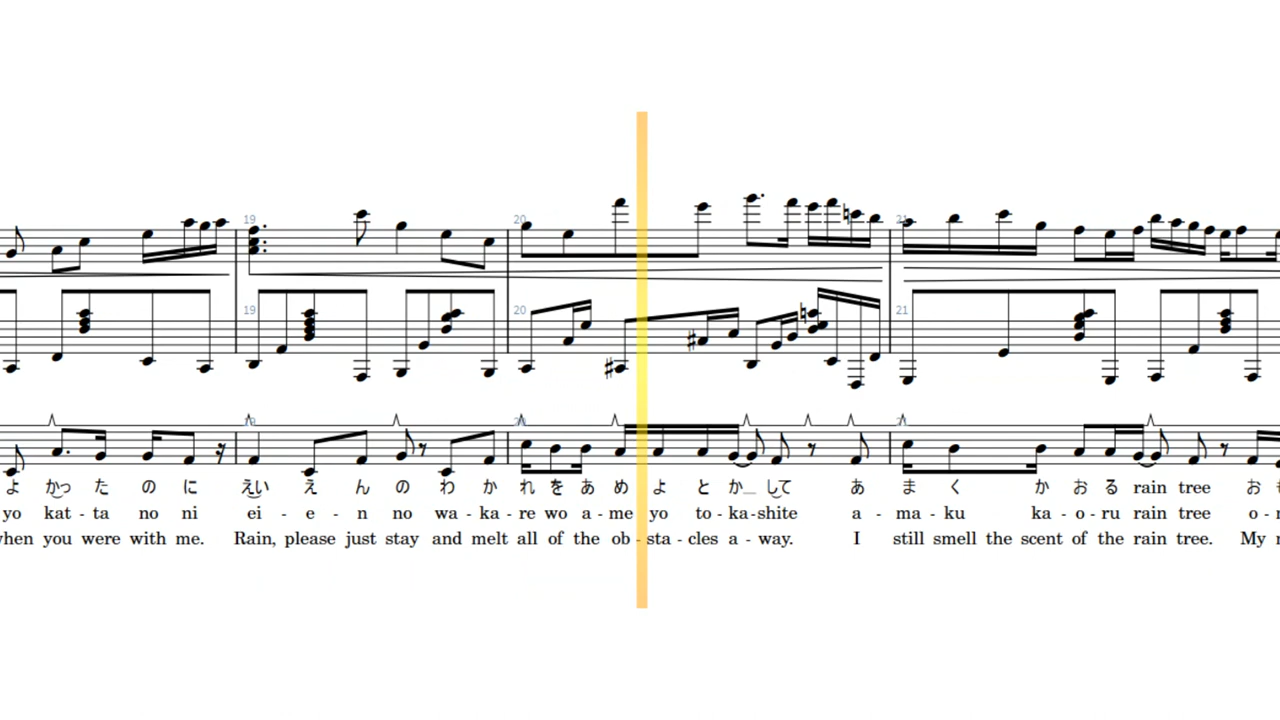 19 20 21
19 20 21
19 20 21
よ かっ た の に えい え ん の わ か れ を あ め よ と か して あ ま く か お る rain tree お
yo kat - ta no ni ei - e - n no wa - ka - re wo a - me yo to - ka - shite a - ma - ku ka - o - ru rain tree o -
when you were with me. Rain, please just stay and melt all of the ob - sta - cles a - way. I still smell the scent of the rain tree. My